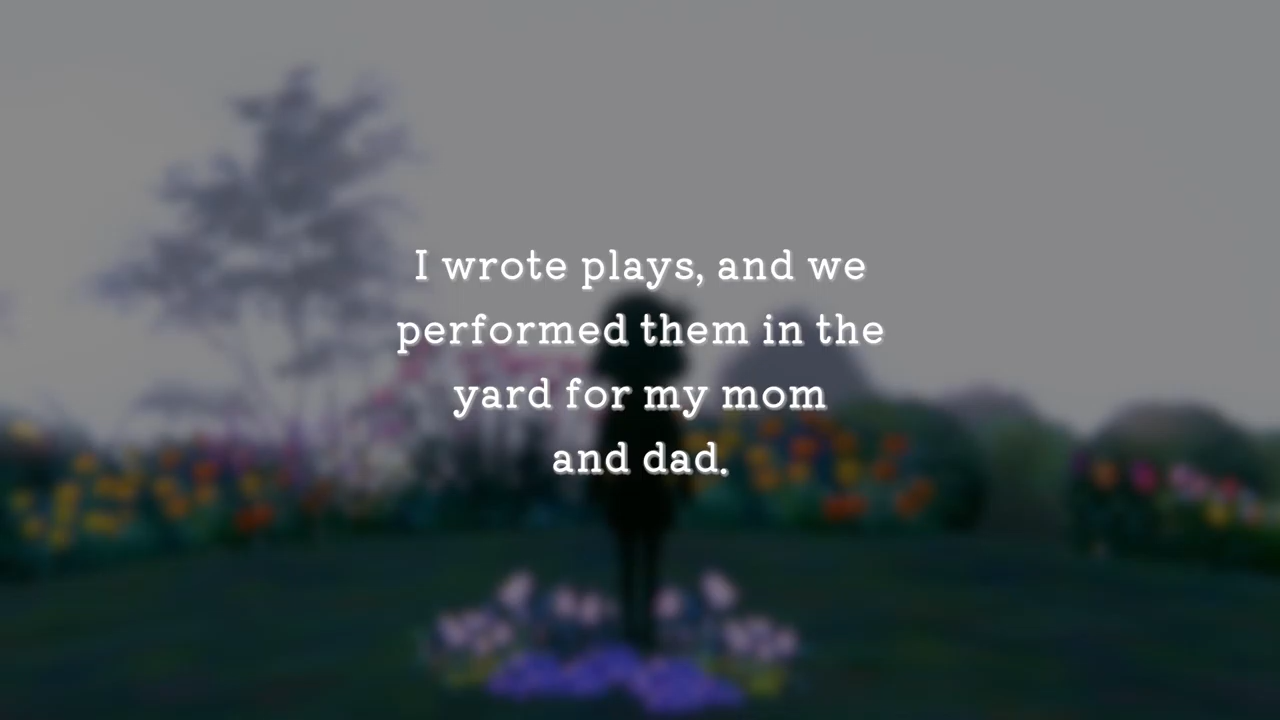 I wrote plays, and we
performed them in the
yard for my mom
and dad.